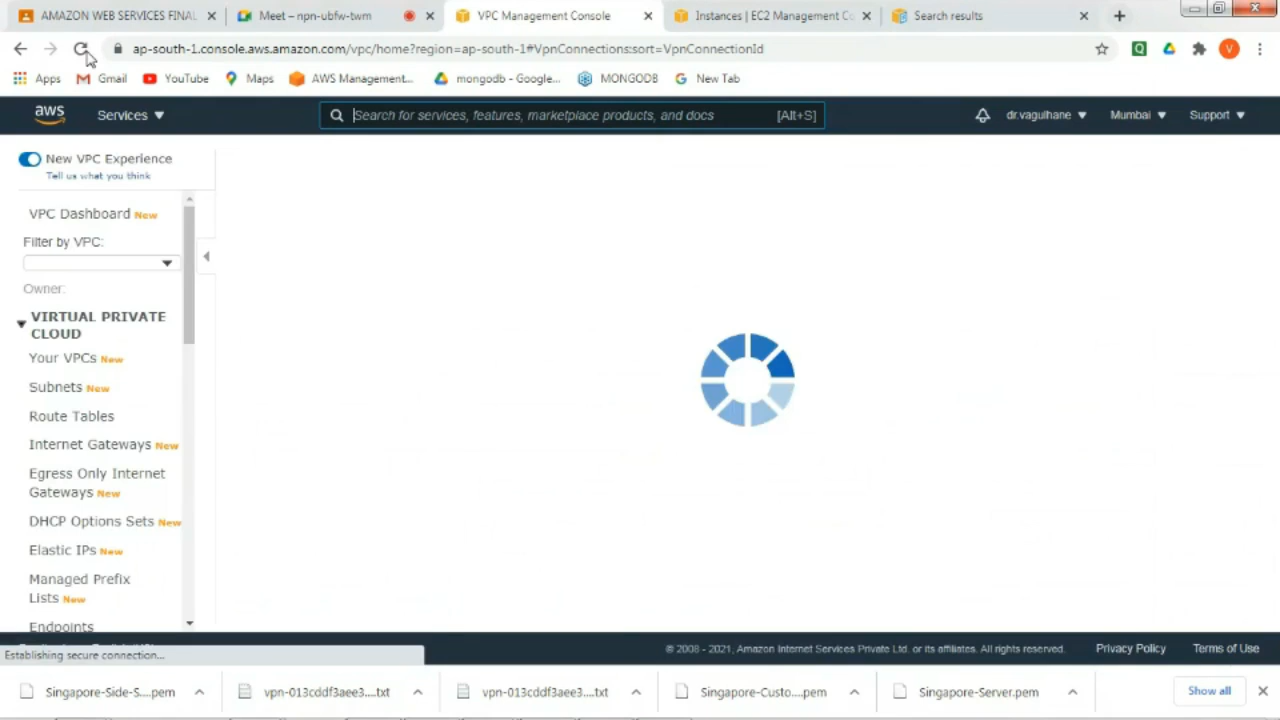 AMAZON WEB SERVICES FINAL
Meet – npn-ubfw-twm
VPC Management Console
Instances | EC2 Management Co
Search results
ap-south-1.console.aws.amazon.com/vpc/home?region=ap-south-1#VpnConnections:sort=VpnConnectionId
Q
V
Apps
Gmail
YouTube
Maps
AWS Management...
mongodb - Google...
MONGODB
New Tab
aws
Services
Search for services, features, marketplace products, and docs
[Alt+S]
dr.vagulhane
Mumbai
Support
New VPC Experience
Tell us what you think
VPC Dashboard New
Filter by VPC:
Owner:
VIRTUAL PRIVATE
CLOUD
Your VPCs New
Subnets New
Route Tables
Internet Gateways New
Egress Only Internet
Gateways New
DHCP Options Sets New
Elastic IPs New
Managed Prefix
Lists New
Endpoints
© 2008 - 2021, Amazon Internet Services Private Ltd. or its affiliates. All rights reserved.
Privacy Policy
Terms of Use
Establishing secure connection...
Singapore-Side-S....pem
vpn-013cddf3aee3....txt
vpn-013cddf3aee3....txt
Singapore-Custo....pem
Singapore-Server.pem
Show all